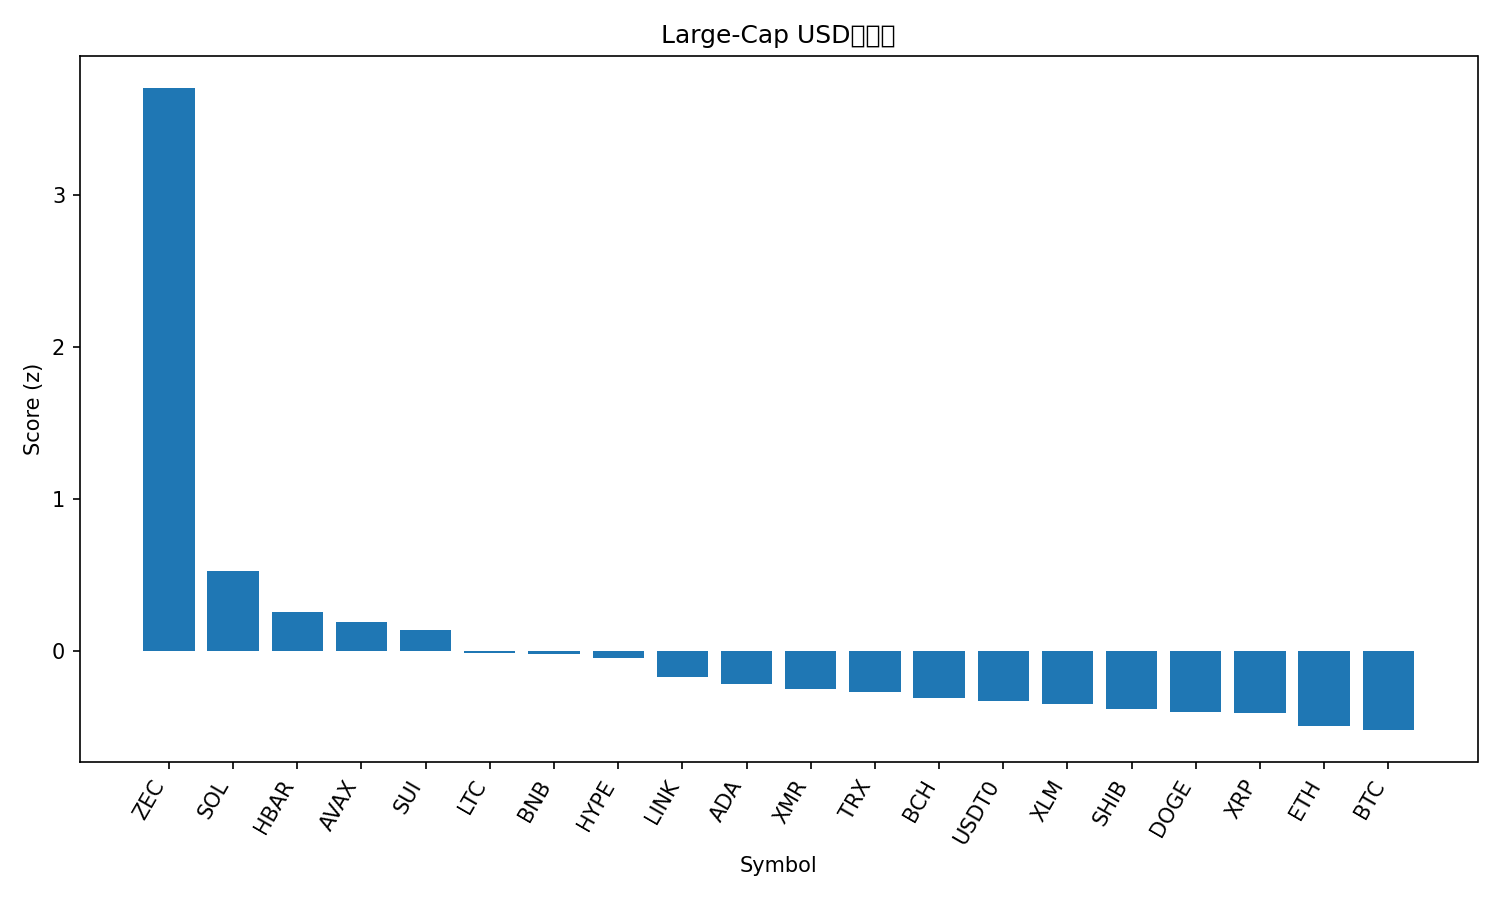 Large-Cap USD
Score (z)
3
2
1
0
ZEC
SOL
HBAR
AVAX
SUI
LTC
BNB
HYPE
LINK
ADA
XMR
TRX
BCH
USDT0
XLM
SHIB
DOGE
XRP
ETH
BTC
Symbol